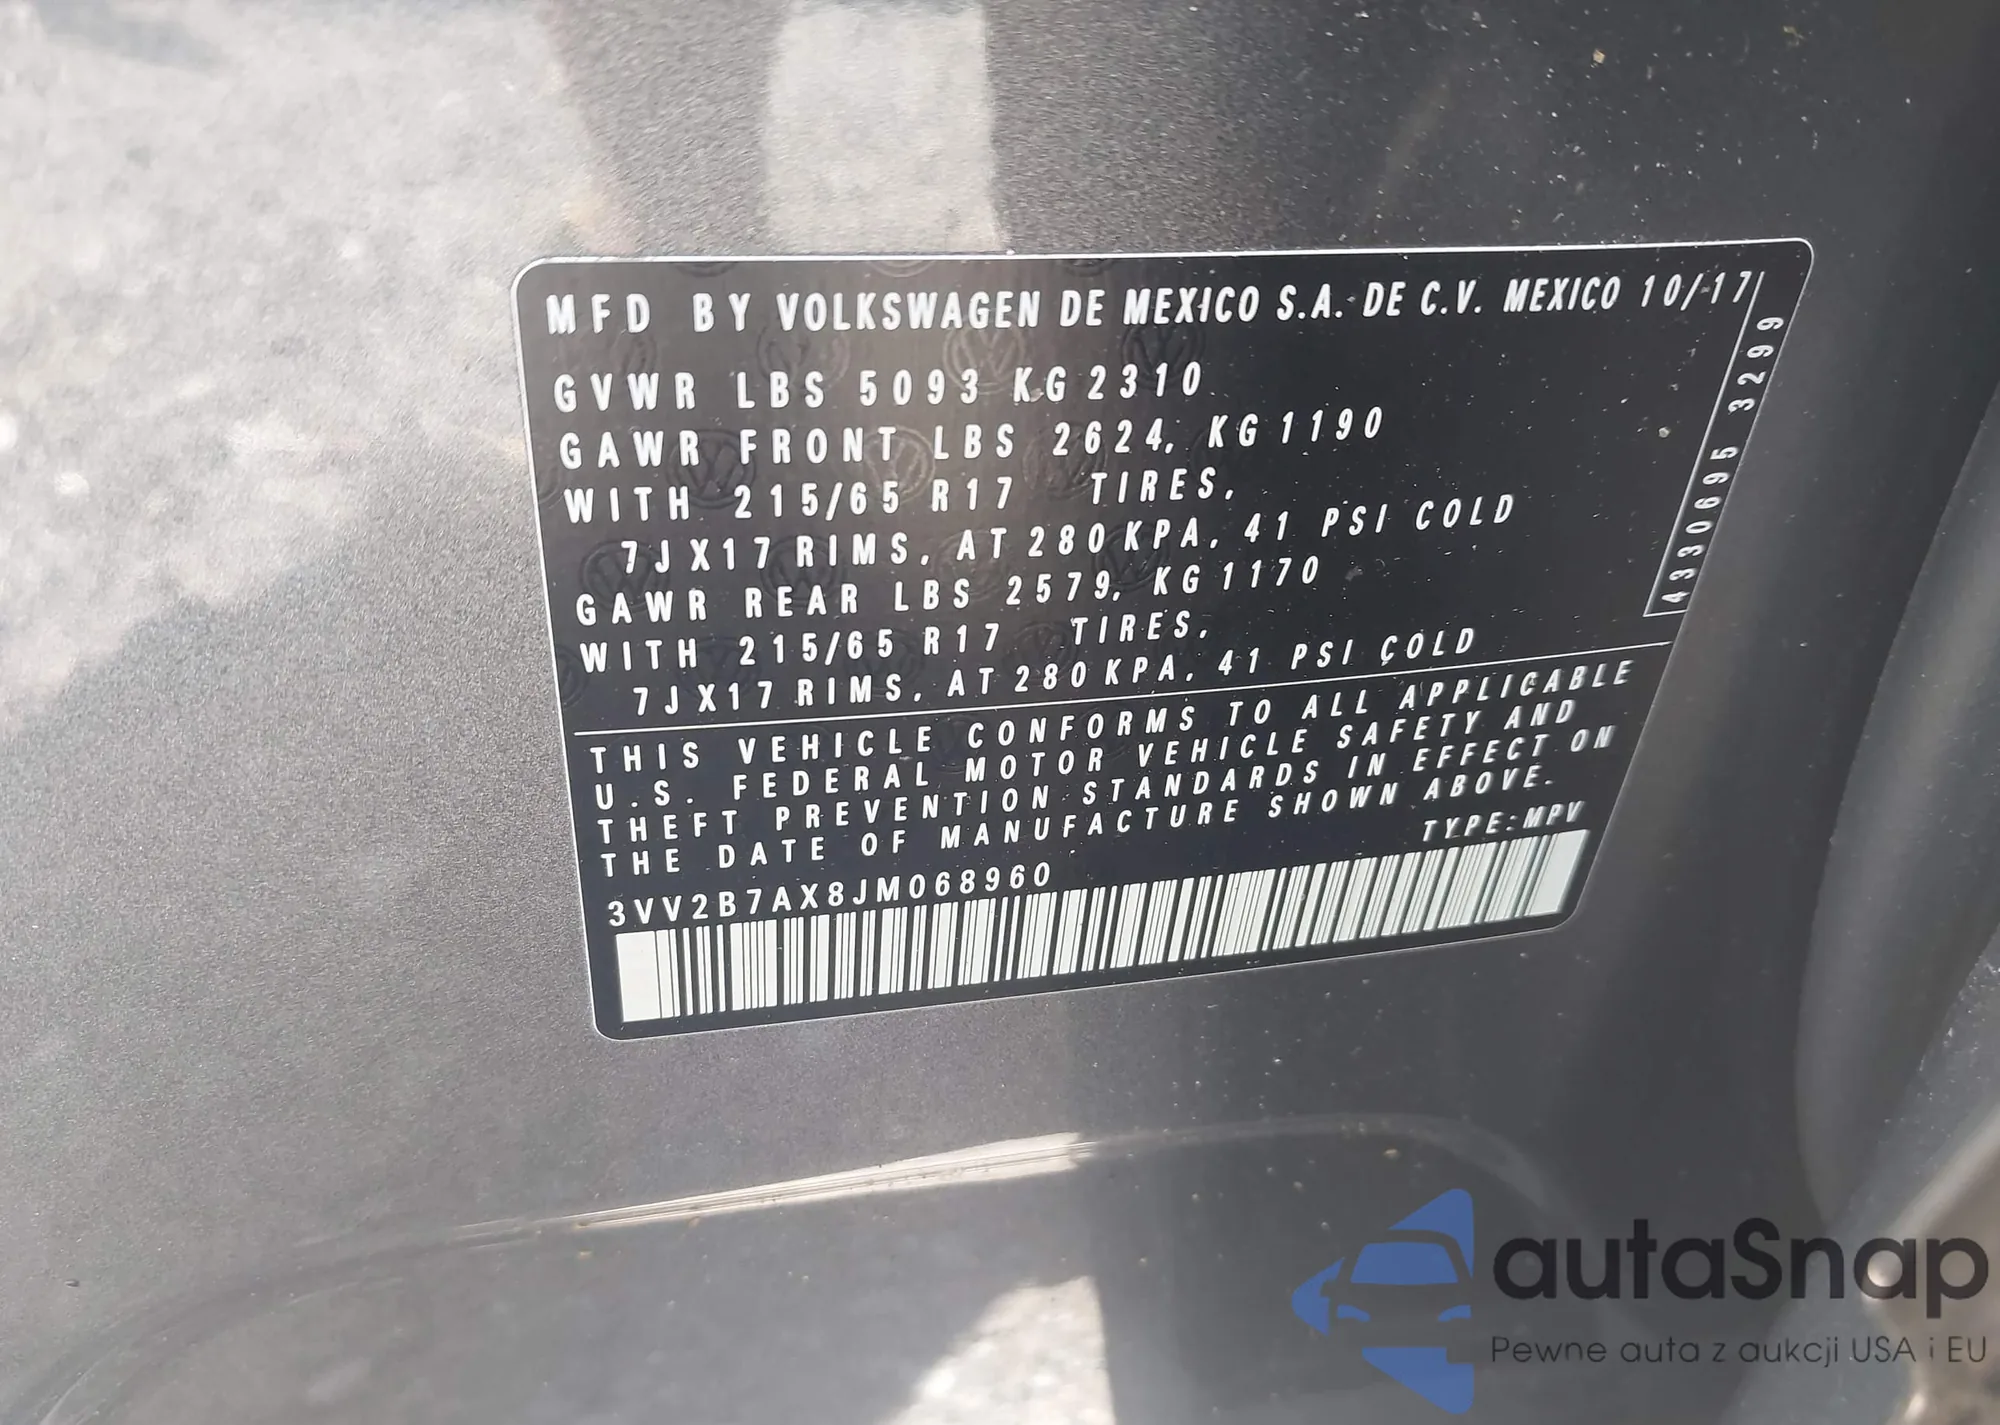 MFD BY VOLKSWAGEN DE MEXICO S.A. DE C.V. MEXICO 10/17
GVWR LBS 5093 KG 2310
GAWR FRONT LBS 2624, KG 1190
WITH 215/65 R17 TIRES,
7JX17 RIMS, AT 280 KPA, 41 PSI COLD
GAWR REAR LBS 2579, KG 1170
WITH 215/65 R17 TIRES,
7JX17 RIMS, AT 280 KPA, 41 PSI COLD
4330695 3299
THIS VEHICLE CONFORMS TO ALL APPLICABLE
U.S. FEDERAL MOTOR VEHICLE SAFETY AND
THEFT PREVENTION STANDARDS IN EFFECT ON
THE DATE OF MANUFACTURE SHOWN ABOVE.
TYPE:MPV
3VV2B7AX8JM068960
autaSnap
Pewne auta z aukcji USA i EU